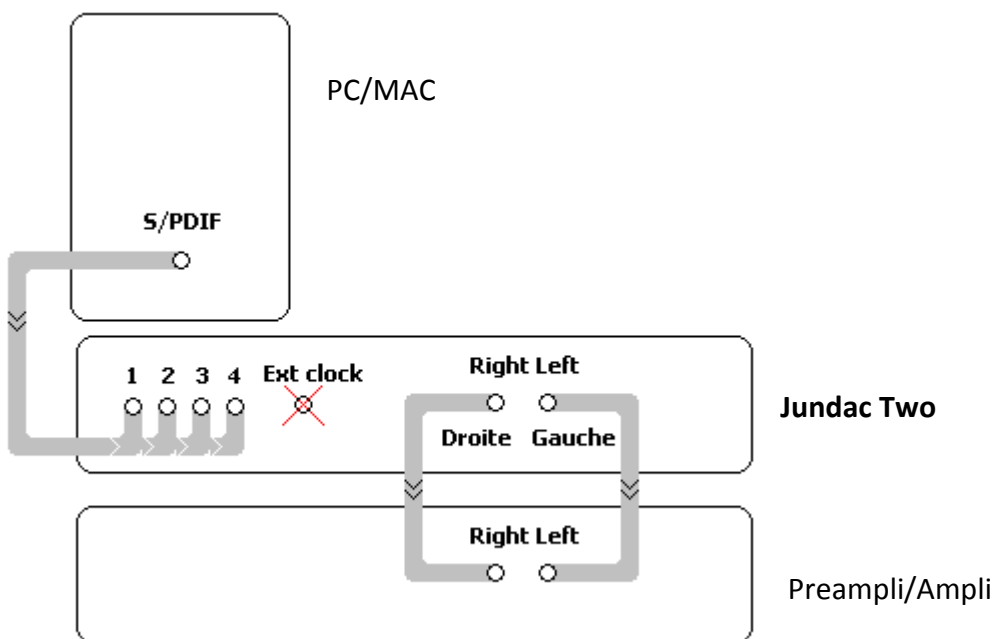 PC/MAC
S/PDIF
1 2 3 4 Ext clock
Right Left
Jundac Two
Droite Gauche
Right Left
Preampli/Ampli